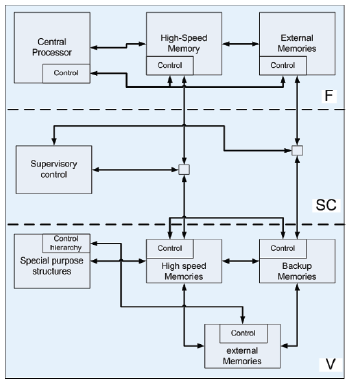 Central
Processor
Control
High-Speed
Memory
Control
External
Memories
Control
F
Supervisory
control
SC
Control
hierarchy
Special purpose
structures
Control
High speed
Memories
Control
Backup
Memories
Control
external
Memories
V